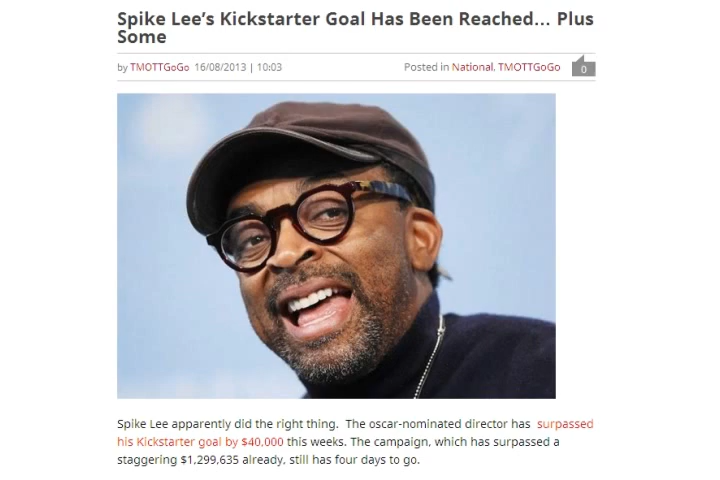 Spike Lee's Kickstarter Goal Has Been Reached... Plus
Some
by TMOTTGoGo 16/08/2013 | 10:03 Posted in National, TMOTTGoGo 0
Spike Lee apparently did the right thing. The oscar-nominated director has surpassed
his Kickstarter goal by $40,000 this weeks. The campaign, which has surpassed a
staggering $1,299,635 already, still has four days to go.